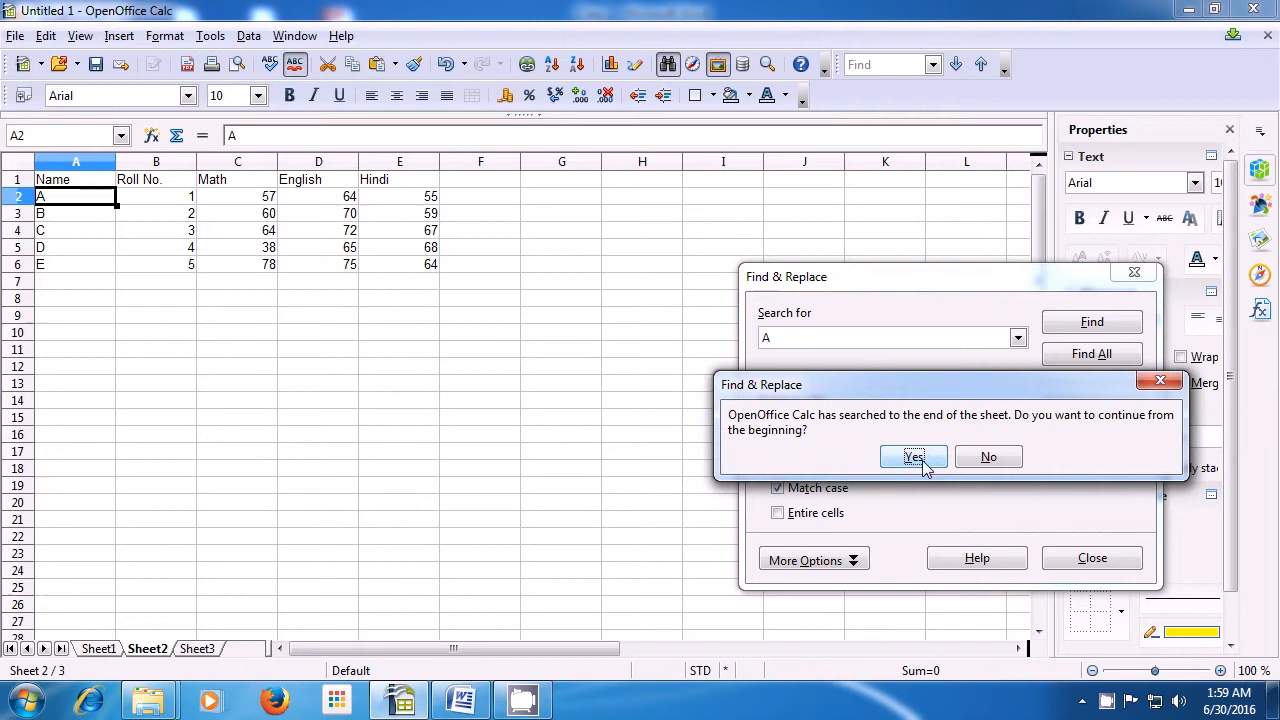 Untitled 1 - OpenOffice Calc
File Edit View Insert Format Tools Data Window Help
Find
Arial 10
A2 A
A B C D E F G H I J K L
1 Name Roll No. Math English Hindi
2 A 1 57 64 55
3 B 2 60 70 59
4 C 3 64 72 67
5 D 4 38 65 68
6 E 5 78 75 64
7
8
9
10
11
12
13
14
15
16
17
18
19
20
21
22
23
24
25
26
27
28
Properties
Text
Arial
Wrap
Merg
Find & Replace
Search for
A
Find
Find All
Find & Replace
OpenOffice Calc has searched to the end of the sheet. Do you want to continue from
the beginning?
Yes No
Match case
Entire cells
More Options Help Close
Sheet1 Sheet2 Sheet3
Sheet 2 / 3 Default STD * Sum=0 100 %
1:59 AM
6/30/2016